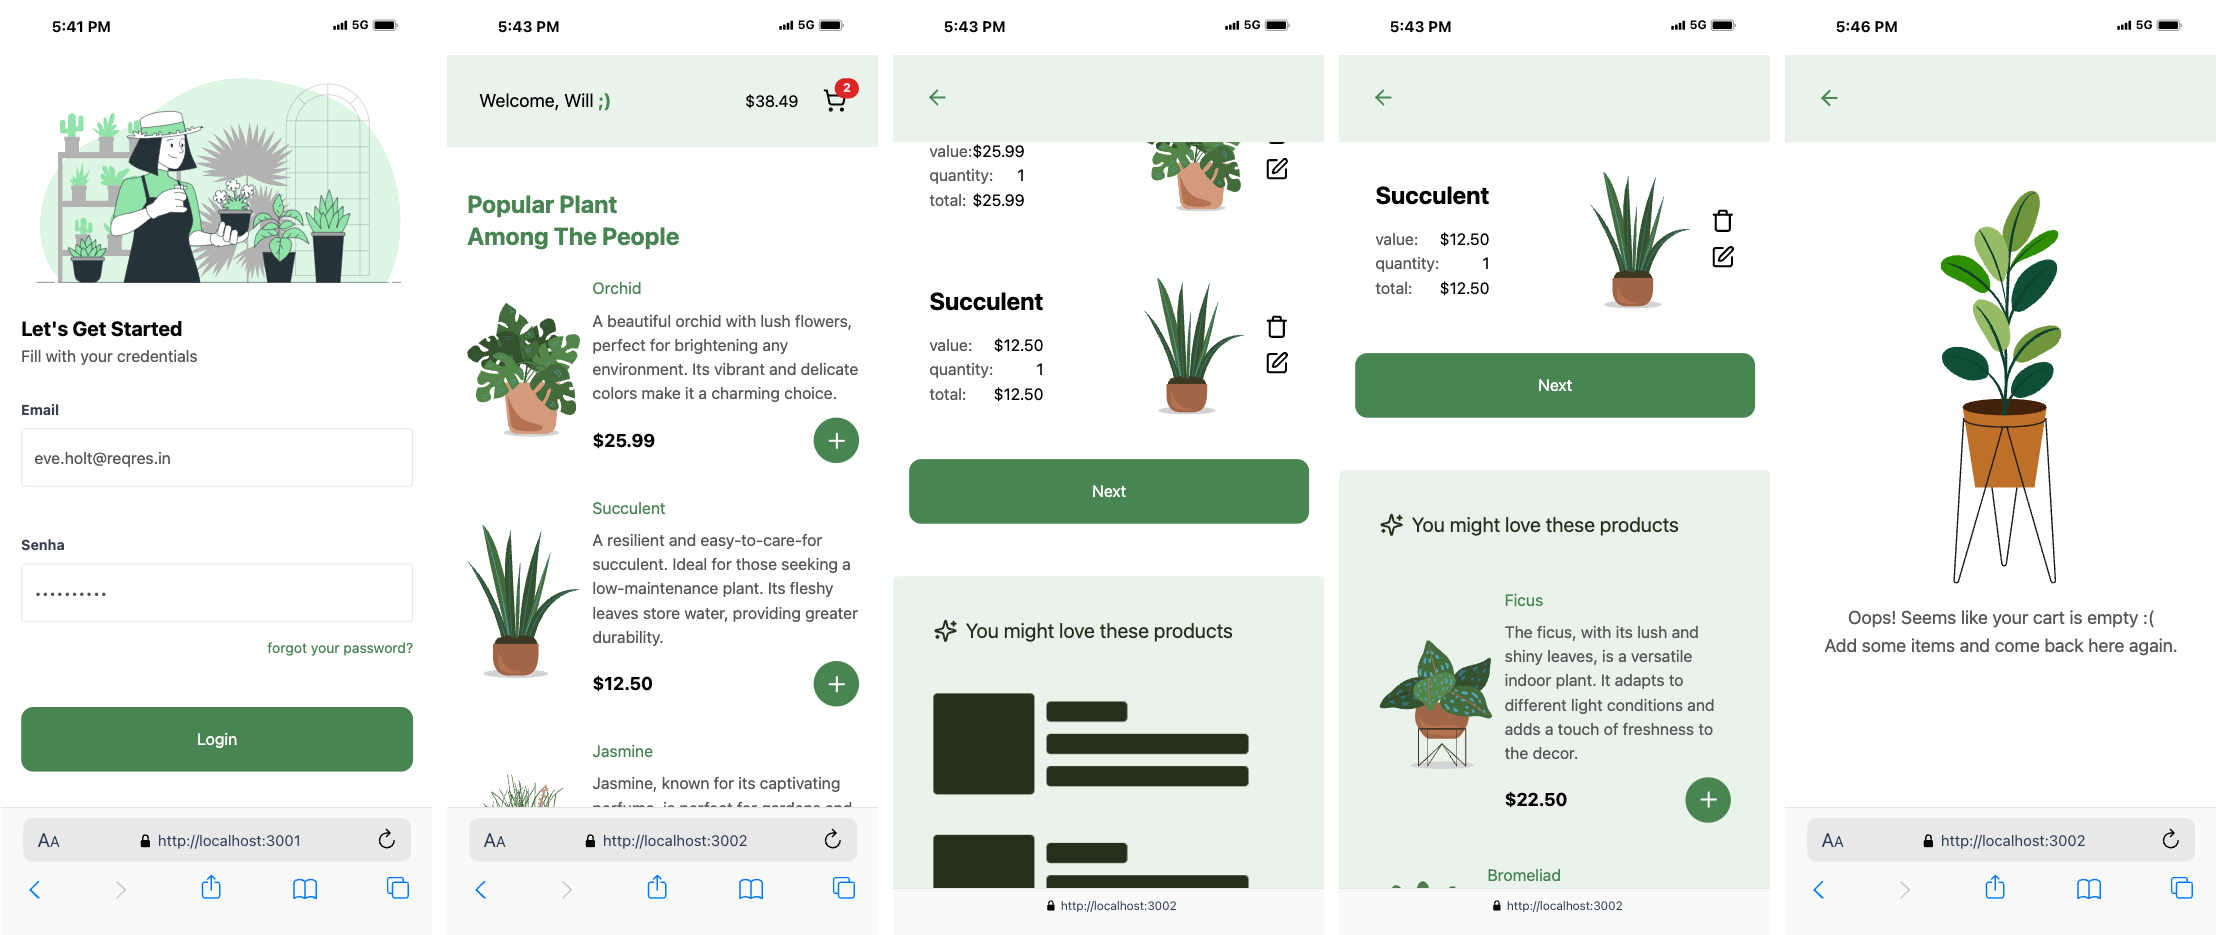 5:41 PM
5G
Let's Get Started
Fill with your credentials
Email
eve.holt@reqres.in
Senha
••••••••••
forgot your password?
Login
AA
http://localhost:3001
5:43 PM
5G
Welcome, Will ;)
$38.49
2
Popular Plant
Among The People
Orchid
A beautiful orchid with lush flowers,
perfect for brightening any
environment. Its vibrant and delicate
colors make it a charming choice.
$25.99
+
Succulent
A resilient and easy-to-care-for
succulent. Ideal for those seeking a
low-maintenance plant. Its fleshy
leaves store water, providing greater
durability.
$12.50
+
Jasmine
Jasmine, known for its captivating
perfume, is perfect for gardens and
AA
http://localhost:3002
5:43 PM
5G
value: $25.99
quantity: 1
total: $25.99
Succulent
value: $12.50
quantity: 1
total: $12.50
Next
You might love these products
http://localhost:3002
5:43 PM
5G
Succulent
value: $12.50
quantity: 1
total: $12.50
Next
You might love these products
Ficus
The ficus, with its lush and
shiny leaves, is a versatile
indoor plant. It adapts to
different light conditions and
adds a touch of freshness to
the decor.
$22.50
+
Bromeliad
http://localhost:3002
5:46 PM
5G
Oops! Seems like your cart is empty :(
Add some items and come back here again.
AA
http://localhost:3002